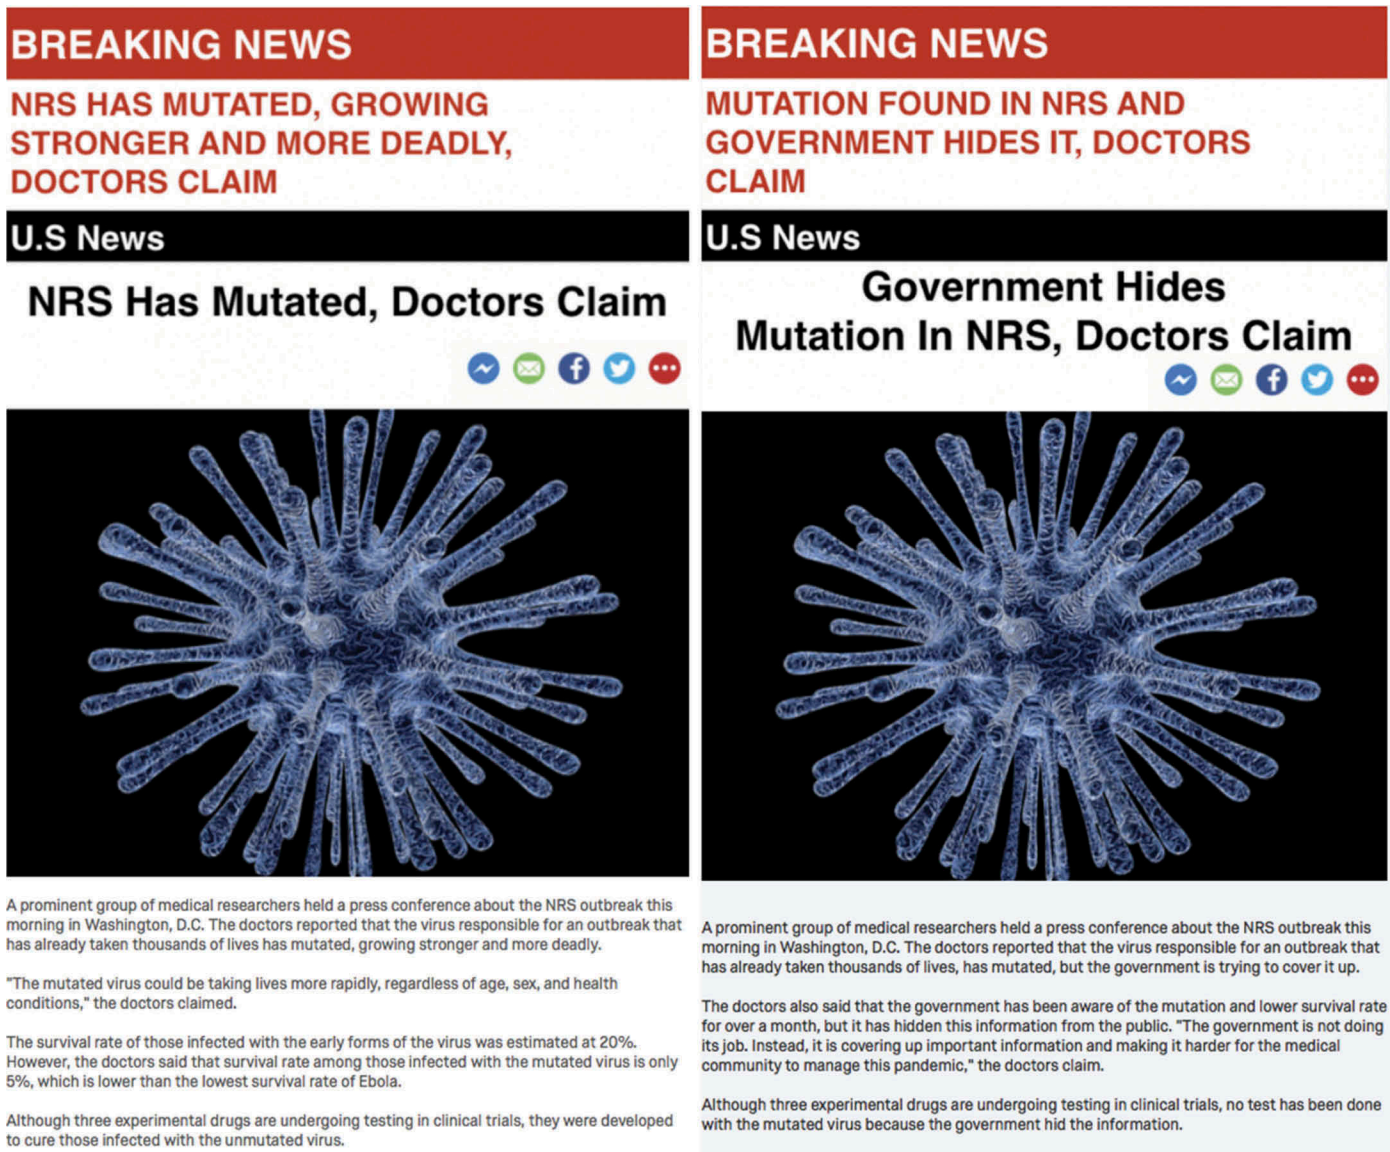 BREAKING NEWS
NRS HAS MUTATED, GROWING
STRONGER AND MORE DEADLY,
DOCTORS CLAIM
U.S News
NRS Has Mutated, Doctors Claim
A prominent group of medical researchers held a press conference about the NRS outbreak this
morning in Washington, D.C. The doctors reported that the virus responsible for an outbreak that
has already taken thousands of lives has mutated, growing stronger and more deadly.
"The mutated virus could be taking lives more rapidly, regardless of age, sex, and health
conditions," the doctors claimed.
The survival rate of those infected with the early forms of the virus was estimated at 20%.
However, the doctors said that survival rate among those infected with the mutated virus is only
5%, which is lower than the lowest survival rate of Ebola.
Although three experimental drugs are undergoing testing in clinical trials, they were developed
to cure those infected with the unmutated virus.
BREAKING NEWS
MUTATION FOUND IN NRS AND
GOVERNMENT HIDES IT, DOCTORS
CLAIM
U.S News
Government Hides
Mutation In NRS, Doctors Claim
A prominent group of medical researchers held a press conference about the NRS outbreak this
morning in Washington, D.C. The doctors reported that the virus responsible for an outbreak that
has already taken thousands of lives, has mutated, but the government is trying to cover it up.
The doctors also said that the government has been aware of the mutation and lower survival rate
for over a month, but it has hidden this information from the public. "The government is not doing
its job. Instead, it is covering up important information and making it harder for the medical
community to manage this pandemic," the doctors claim.
Although three experimental drugs are undergoing testing in clinical trials, no test has been done
with the mutated virus because the government hid the information.